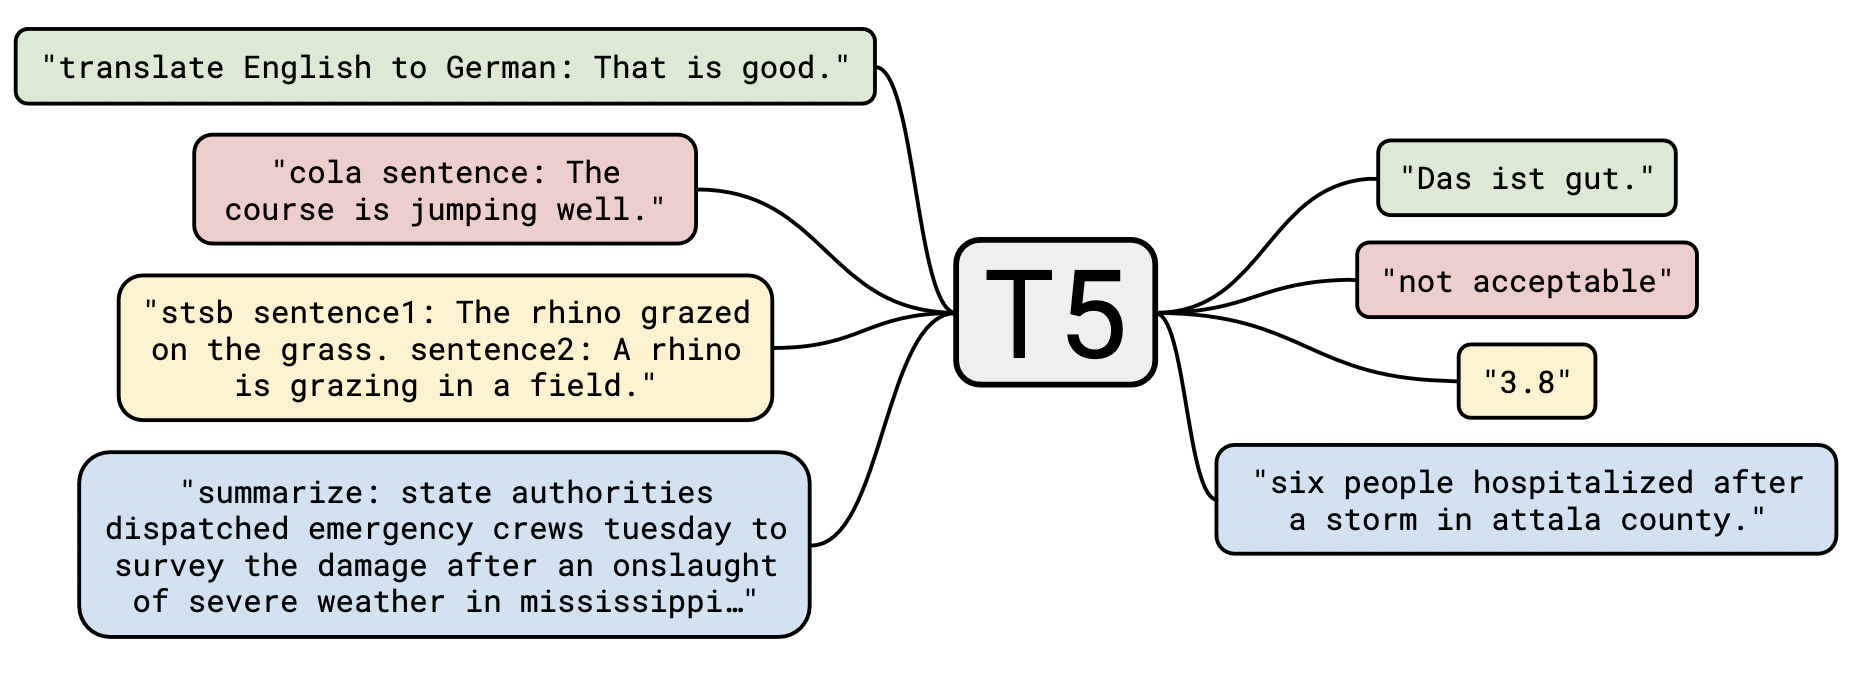 "translate English to German: That is good."
"cola sentence: The
course is jumping well."
"stsb sentence1: The rhino grazed
on the grass. sentence2: A rhino
is grazing in a field."
"summarize: state authorities
dispatched emergency crews tuesday to
survey the damage after an onslaught
of severe weather in mississippi…"
T5
"Das ist gut."
"not acceptable"
"3.8"
"six people hospitalized after
a storm in attala county."